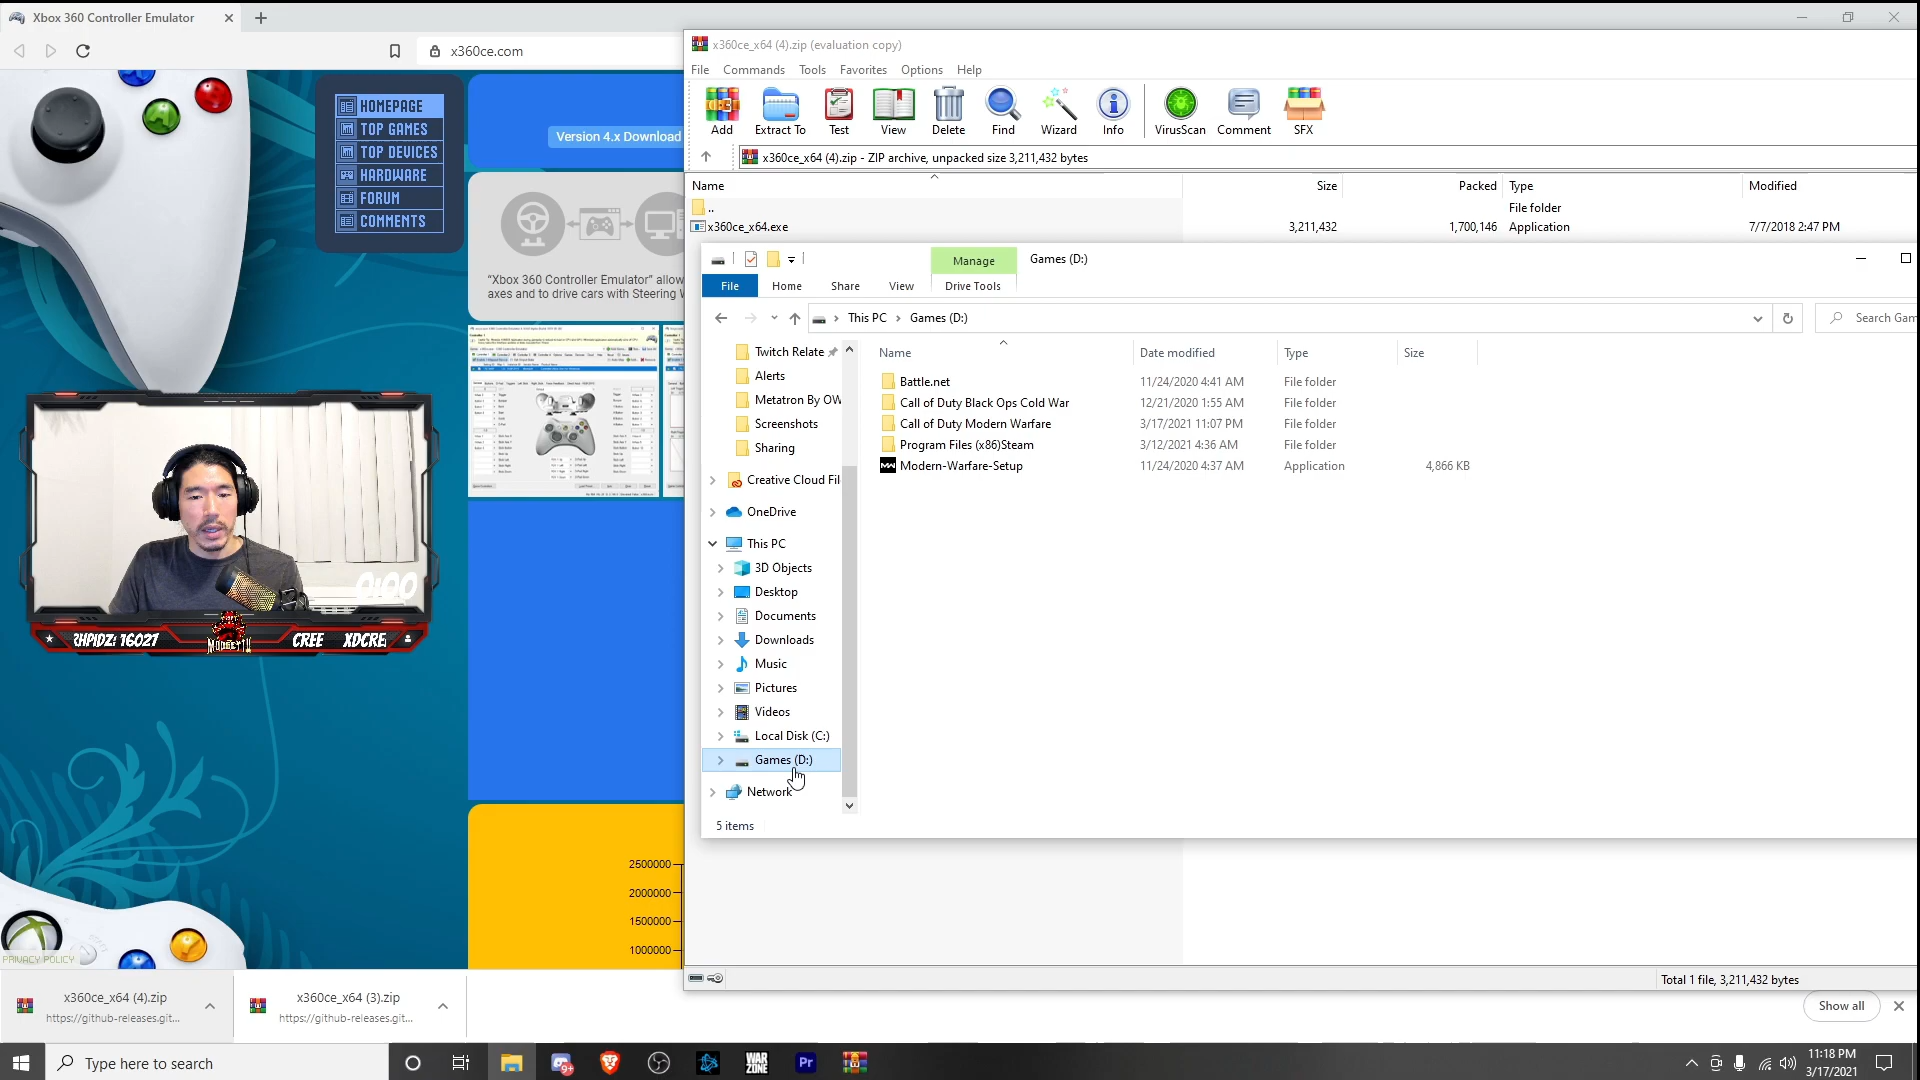 Xbox 360 Controller Emulator
x360ce.com
HOMEPAGE
TOP GAMES
TOP DEVICES
HARDWARE
FORUM
COMMENTS
Version 4.x Download
"Xbox 360 Controller Emulator" allow
axes and to drive cars with Steering W
2500000
2000000
1500000
1000000
PRIVACY POLICY
0:00
RHPIDZ: 16027
CREE XDCRE
x360ce_x64 (4).zip (evaluation copy)
File Commands Tools Favorites Options Help
Add Extract To Test View Delete Find Wizard Info VirusScan Comment SFX
x360ce_x64 (4).zip - ZIP archive, unpacked size 3,211,432 bytes
Name Size Packed Type Modified
.. File folder
x360ce_x64.exe 3,211,432 1,700,146 Application 7/7/2018 2:47 PM
Manage Games (D:)
File Home Share View Drive Tools
This PC Games (D:) Search Gam
Name Date modified Type Size
Battle.net 11/24/2020 4:41 AM File folder
Call of Duty Black Ops Cold War 12/21/2020 1:55 AM File folder
Call of Duty Modern Warfare 3/17/2021 11:07 PM File folder
Program Files (x86)Steam 3/12/2021 4:36 AM File folder
Modern-Warfare-Setup 11/24/2020 4:37 AM Application 4,866 KB
Twitch Relate
Alerts
Metatron By OW
Screenshots
Sharing
Creative Cloud Fil
OneDrive
This PC
3D Objects
Desktop
Documents
Downloads
Music
Pictures
Videos
Local Disk (C:)
Games (D:)
Network
5 items
Total 1 file, 3,211,432 bytes
x360ce_x64 (4).zip
https://github-releases.git...
x360ce_x64 (3).zip
https://github-releases.git...
Show all
Type here to search
9+
WAR
ZONE
Pr
11:18 PM
3/17/2021